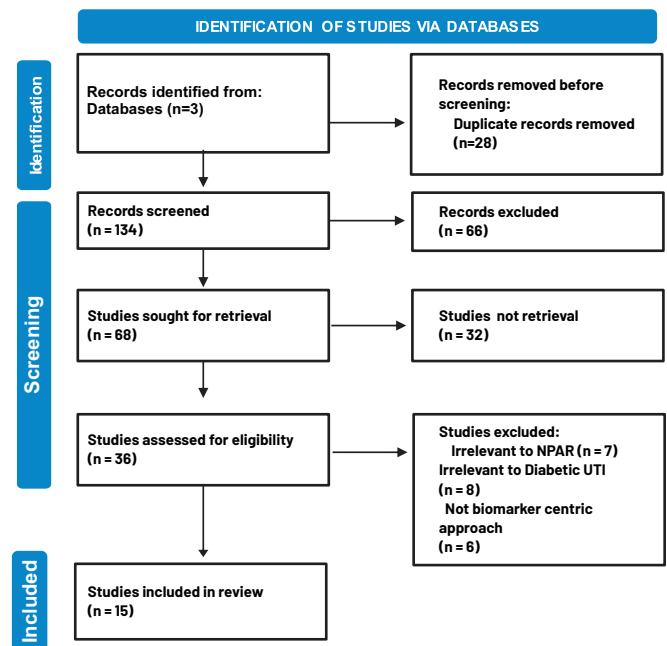 IDENTIFICATION OF STUDIES VIA DATABASES
Identification
Records identified from:
Databases (n=3)
Records removed before
screening:
Duplicate records removed
(n=28)
Screening
Records screened
(n = 134)
Records excluded
(n = 66)
Studies sought for retrieval
(n = 68)
Studies not retrieval
(n = 32)
Studies assessed for eligibility
(n = 36)
Studies excluded:
Irrelevant to NPAR (n = 7)
Irrelevant to Diabetic UTI
(n = 8)
Not biomarker centric
approach
(n = 6)
Included
Studies included in review
(n = 15)